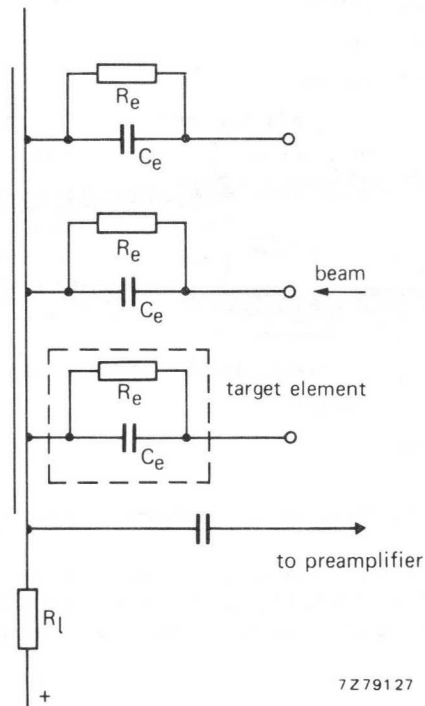 Re
Ce
Re
beam
Ce
target element
Re
Ce
to preamplifier
Rl
+
7Z79127